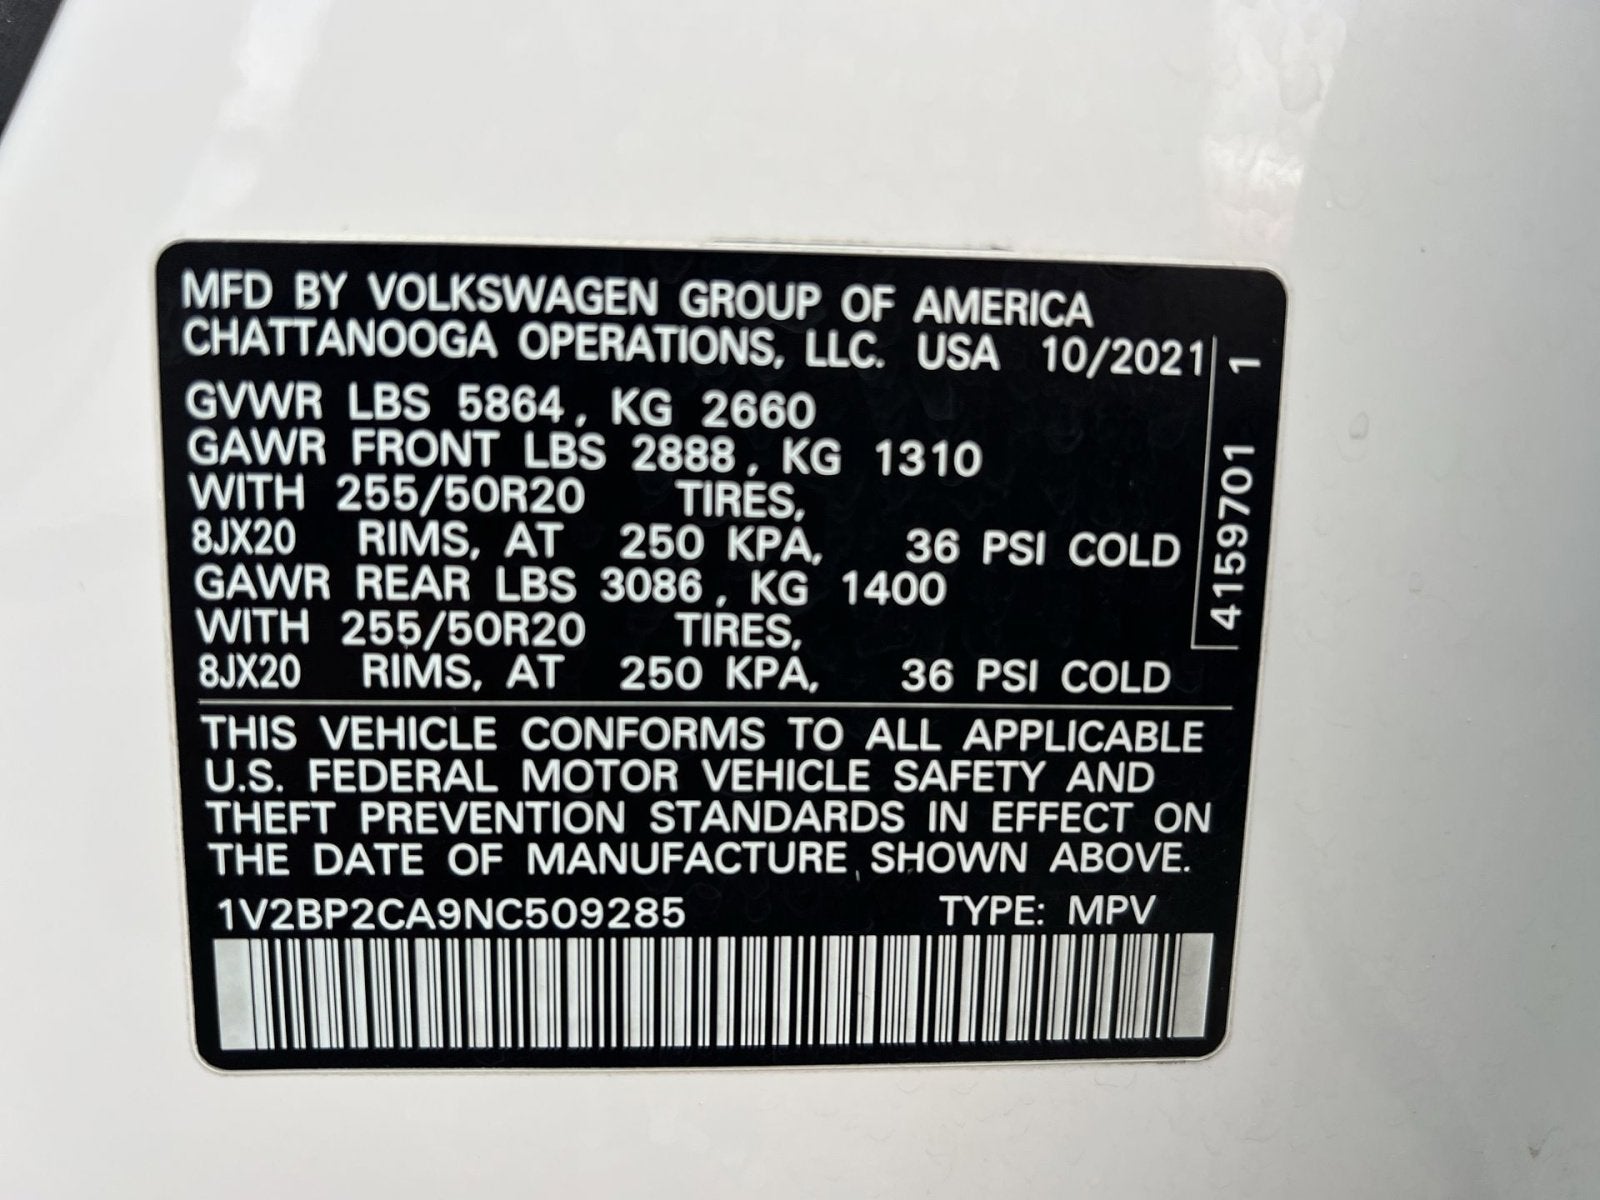 MFD BY VOLKSWAGEN GROUP OF AMERICA
CHATTANOOGA OPERATIONS, LLC. USA 10/2021
GVWR LBS 5864, KG 2660
GAWR FRONT LBS 2888, KG 1310
WITH 255/50R20 TIRES,
8JX20 RIMS, AT 250 KPA, 36 PSI COLD
GAWR REAR LBS 3086, KG 1400
WITH 255/50R20 TIRES,
8JX20 RIMS, AT 250 KPA, 36 PSI COLD
4159701 1
THIS VEHICLE CONFORMS TO ALL APPLICABLE
U.S. FEDERAL MOTOR VEHICLE SAFETY AND
THEFT PREVENTION STANDARDS IN EFFECT ON
THE DATE OF MANUFACTURE SHOWN ABOVE.
1V2BP2CA9NC509285 TYPE: MPV